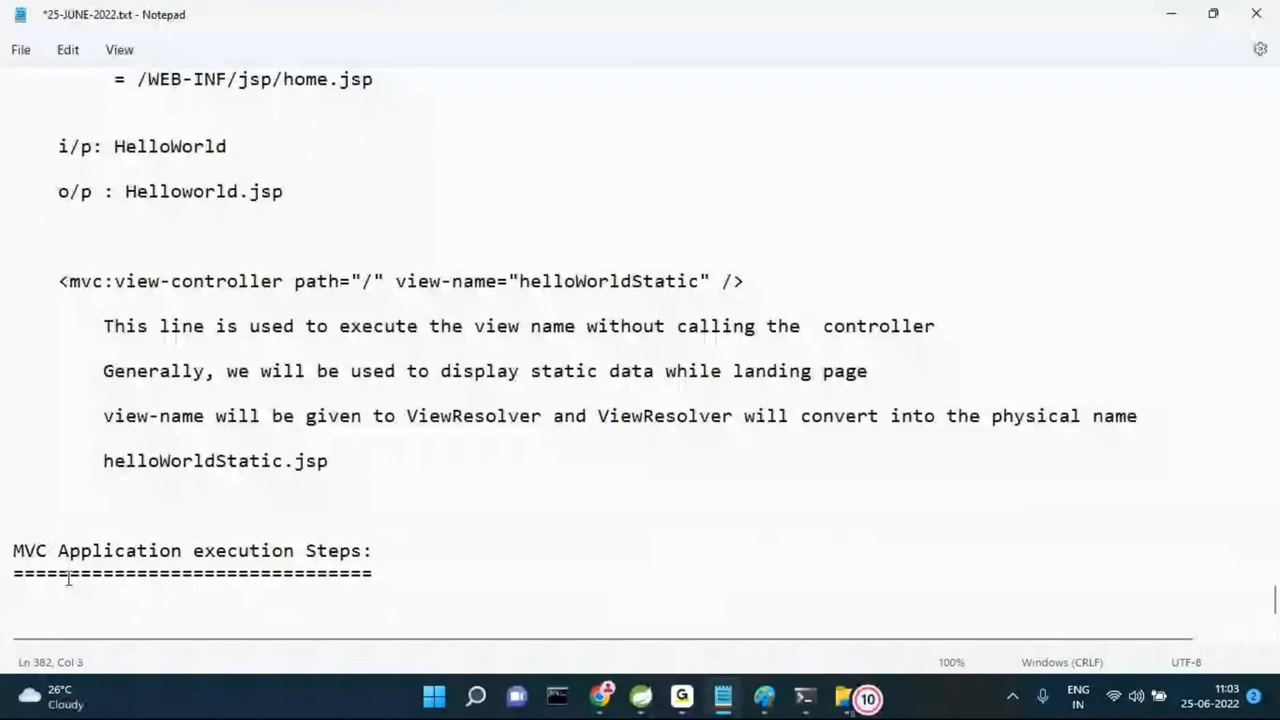 *25-JUNE-2022.txt - Notepad
File Edit View
= /WEB-INF/jsp/home.jsp
i/p: HelloWorld
o/p : Helloworld.jsp
<mvc:view-controller path="/" view-name="helloWorldStatic" />
This line is used to execute the view name without calling the  controller
Generally, we will be used to display static data while landing page
view-name will be given to ViewResolver and ViewResolver will convert into the physical name
helloWorldStatic.jsp
MVC Application execution Steps:
================================
Ln 382, Col 3 100% Windows (CRLF) UTF-8
26°C
Cloudy
G
10
ENG
IN
11:03
25-06-2022
2